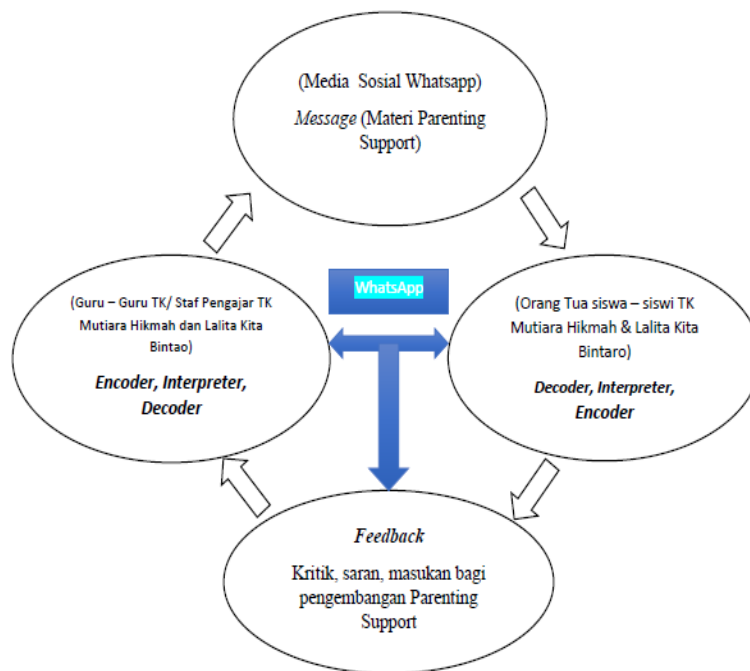 (Media Sosial Whatsapp)
Message (Materi Parenting
Support)
WhatsApp
(Guru – Guru TK/ Staf Pengajar TK
Mutiara Hikmah dan Lalita Kita
Bintao)
Encoder, Interpreter,
Decoder
(Orang Tua siswa – siswi TK
Mutiara Hikmah & Lalita Kita
Bintaro)
Decoder, Interpreter,
Encoder
Feedback
Kritik, saran, masukan bagi
pengembangan Parenting
Support